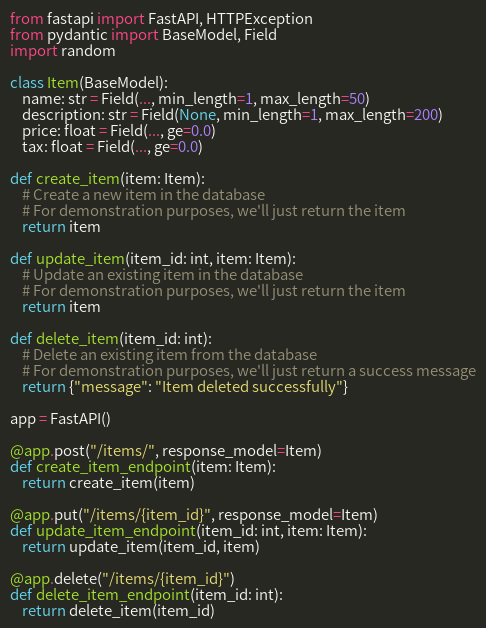 from fastapi import FastAPI, HTTPException
from pydantic import BaseModel, Field
import random

class Item(BaseModel):
    name: str = Field(..., min_length=1, max_length=50)
    description: str = Field(None, min_length=1, max_length=200)
    price: float = Field(..., ge=0.0)
    tax: float = Field(..., ge=0.0)

def create_item(item: Item):
    # Create a new item in the database
    # For demonstration purposes, we'll just return the item
    return item

def update_item(item_id: int, item: Item):
    # Update an existing item in the database
    # For demonstration purposes, we'll just return the item
    return item

def delete_item(item_id: int):
    # Delete an existing item from the database
    # For demonstration purposes, we'll just return a success message
    return {"message": "Item deleted successfully"}

app = FastAPI()

@app.post("/items/", response_model=Item)
def create_item_endpoint(item: Item):
    return create_item(item)

@app.put("/items/{item_id}", response_model=Item)
def update_item_endpoint(item_id: int, item: Item):
    return update_item(item_id, item)

@app.delete("/items/{item_id}")
def delete_item_endpoint(item_id: int):
    return delete_item(item_id)